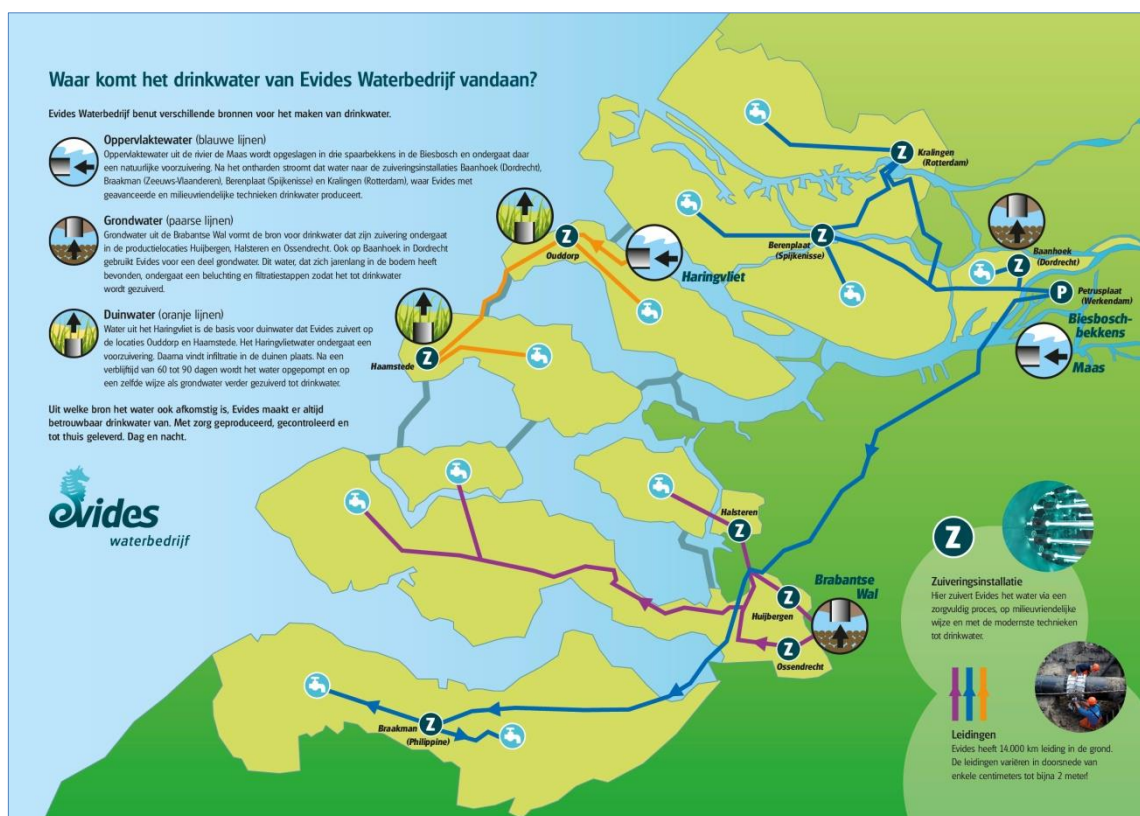 Waar komt het drinkwater van Evides Waterbedrijf vandaan?
Evides Waterbedrijf benut verschillende bronnen voor het maken van drinkwater.
Oppervlaktewater (blauwe lijnen)
Oppervlaktewater uit de rivier de Maas wordt opgeslagen in drie spaarbekkens in de Biesbosch en ondergaat daar
een natuurlijke voorzuivering. Na het ontharden stroomt dat water naar de zuiveringsinstallaties Baanhoek (Dordrecht),
Braakman (Zeeuws-Vlaanderen), Berenplaat (Spijkenisse) en Kralingen (Rotterdam), waar Evides met
geavanceerde en milieuvriendelijke technieken drinkwater produceert.
Grondwater (paarse lijnen)
Grondwater uit de Brabantse Wal vormt de bron voor drinkwater dat zijn zuivering ondergaat
in de productielocaties Huijbergen, Halsteren en Ossendrecht. Ook op Baanhoek in Dordrecht
gebruikt Evides voor een deel grondwater. Dit water, dat zich jarenlang in de bodem heeft
bevonden, ondergaat een beluchting en filtratiestappen zodat het tot drinkwater
wordt gezuiverd.
Duinwater (oranje lijnen)
Water uit het Haringvliet is de basis voor duinwater dat Evides zuivert op
de locaties Ouddorp en Haamstede. Het Haringvlietwater ondergaat een
voorzuivering. Daarna vindt infiltratie in de duinen plaats. Na een
verblijftijd van 60 tot 90 dagen wordt het water opgepompt en op
een zelfde wijze als grondwater verder gezuiverd tot drinkwater.
Uit welke bron het water ook afkomstig is, Evides maakt er altijd
betrouwbaar drinkwater van. Met zorg geproduceerd, gecontroleerd en
tot thuis geleverd. Dag en nacht.
evides
waterbedrijf
Z
Kralingen
(Rotterdam)
Z
Berenplaat
(Spijkenisse)
Baanhoek
Z
(Dordrecht)
P
Petrusplaat
(Werkendam)
Biesbosch-
bekkens
Maas
Z
Ouddorp
Haringvliet
Z
Haamstede
Halsteren
Z
Brabantse
Wal
Z
Huijbergen
Z
Ossendrecht
Braakman
Z
(Philippine)
Z
Zuiveringsinstallatie
Hier zuivert Evides het water via een
zorgvuldig proces, op milieuvriendelijke
wijze en met de modernste technieken
tot drinkwater.
Leidingen
Evides heeft 14.000 km leiding in de grond.
De leidingen variëren in doorsnede van
enkele centimeters tot bijna 2 meter!